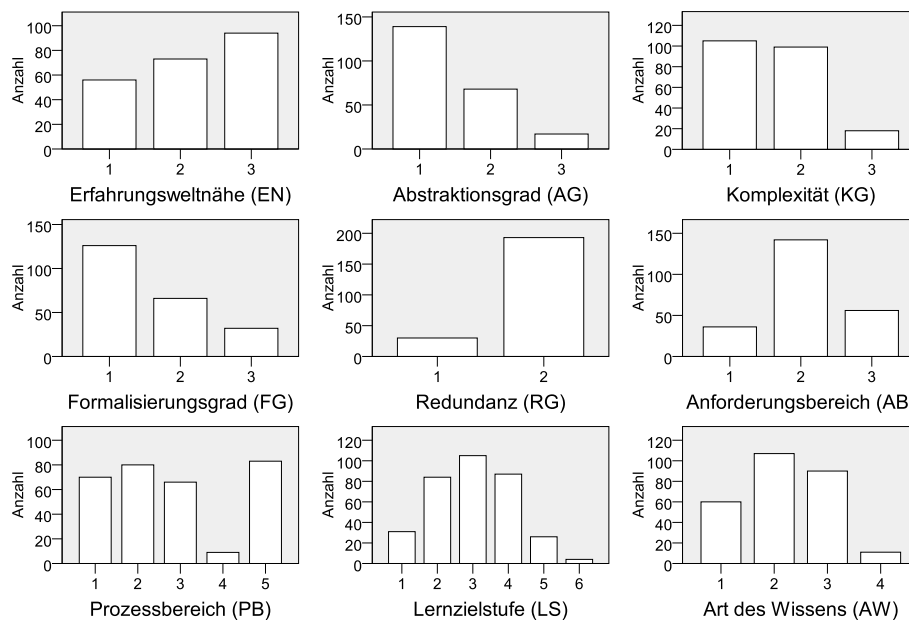 Anzahl
100
80
60
40
20
0
1 2 3
Erfahrungsweltnähe (EN)
Anzahl
150
100
50
0
1 2 3
Abstraktionsgrad (AG)
Anzahl
120
100
80
60
40
20
0
1 2 3
Komplexität (KG)
Anzahl
150
100
50
0
1 2 3
Formalisierungsgrad (FG)
Anzahl
200
150
100
50
0
1 2
Redundanz (RG)
Anzahl
150
100
50
0
1 2 3
Anforderungsbereich (AB
Anzahl
100
80
60
40
20
0
1 2 3 4 5
Prozessbereich (PB)
Anzahl
120
100
80
60
40
20
0
1 2 3 4 5 6
Lernzielstufe (LS)
Anzahl
120
100
80
60
40
20
0
1 2 3 4
Art des Wissens (AW)